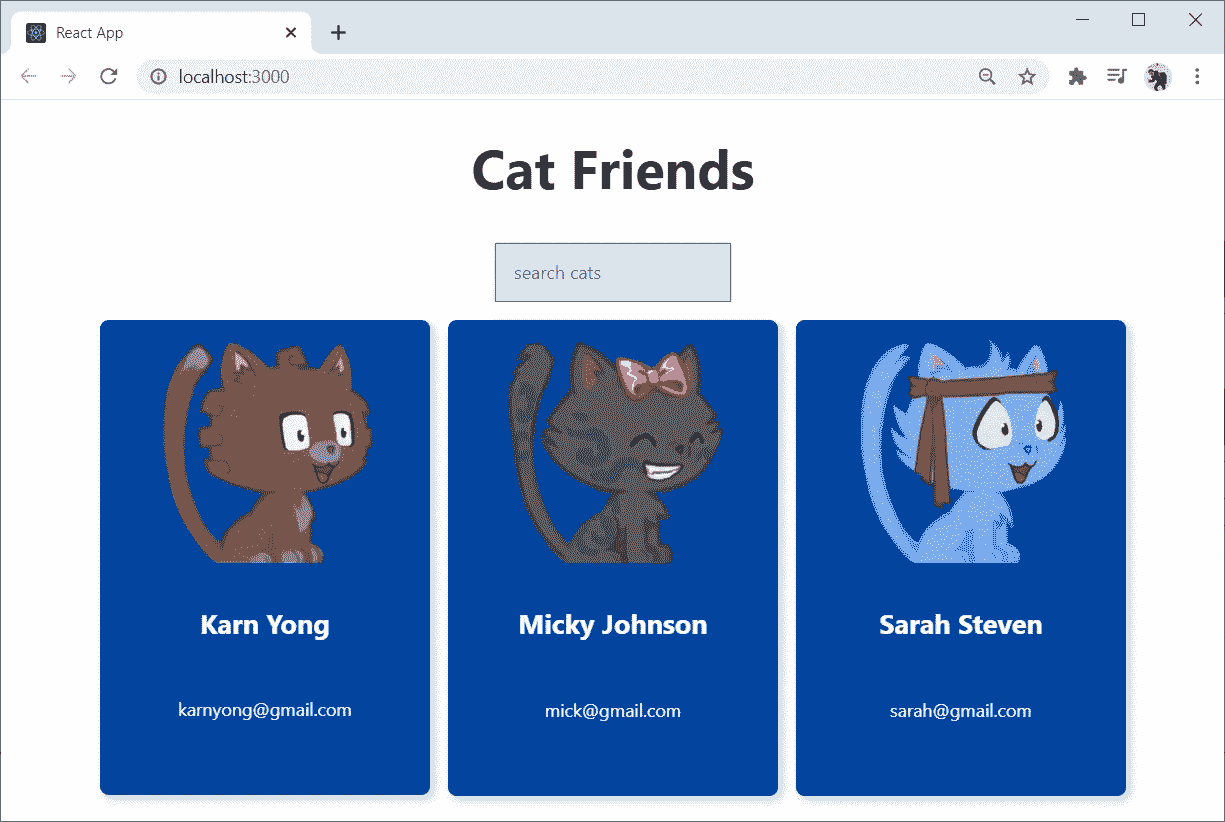 React App
localhost:3000
Cat Friends
search cats
Karn Yong
Micky Johnson
Sarah Steven
karnyong@gmail.com
mick@gmail.com
sarah@gmail.com